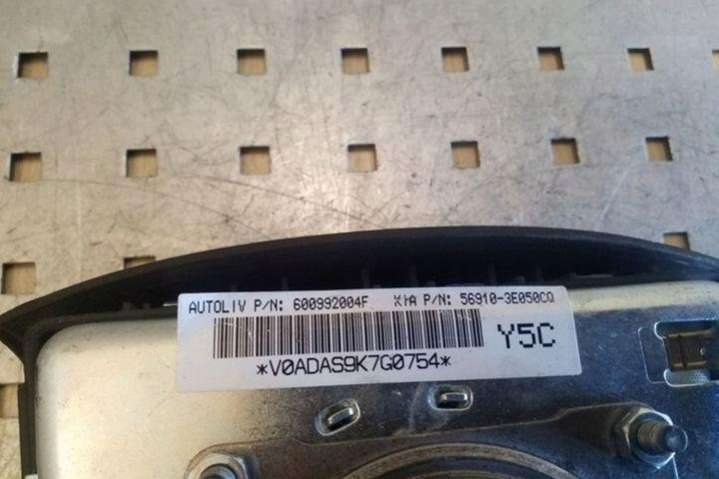 AUTOLIV P/N: 600992004F KIA P/N: 56910-3E050CQ
Y5C
*V0ADAS9K7G0754*